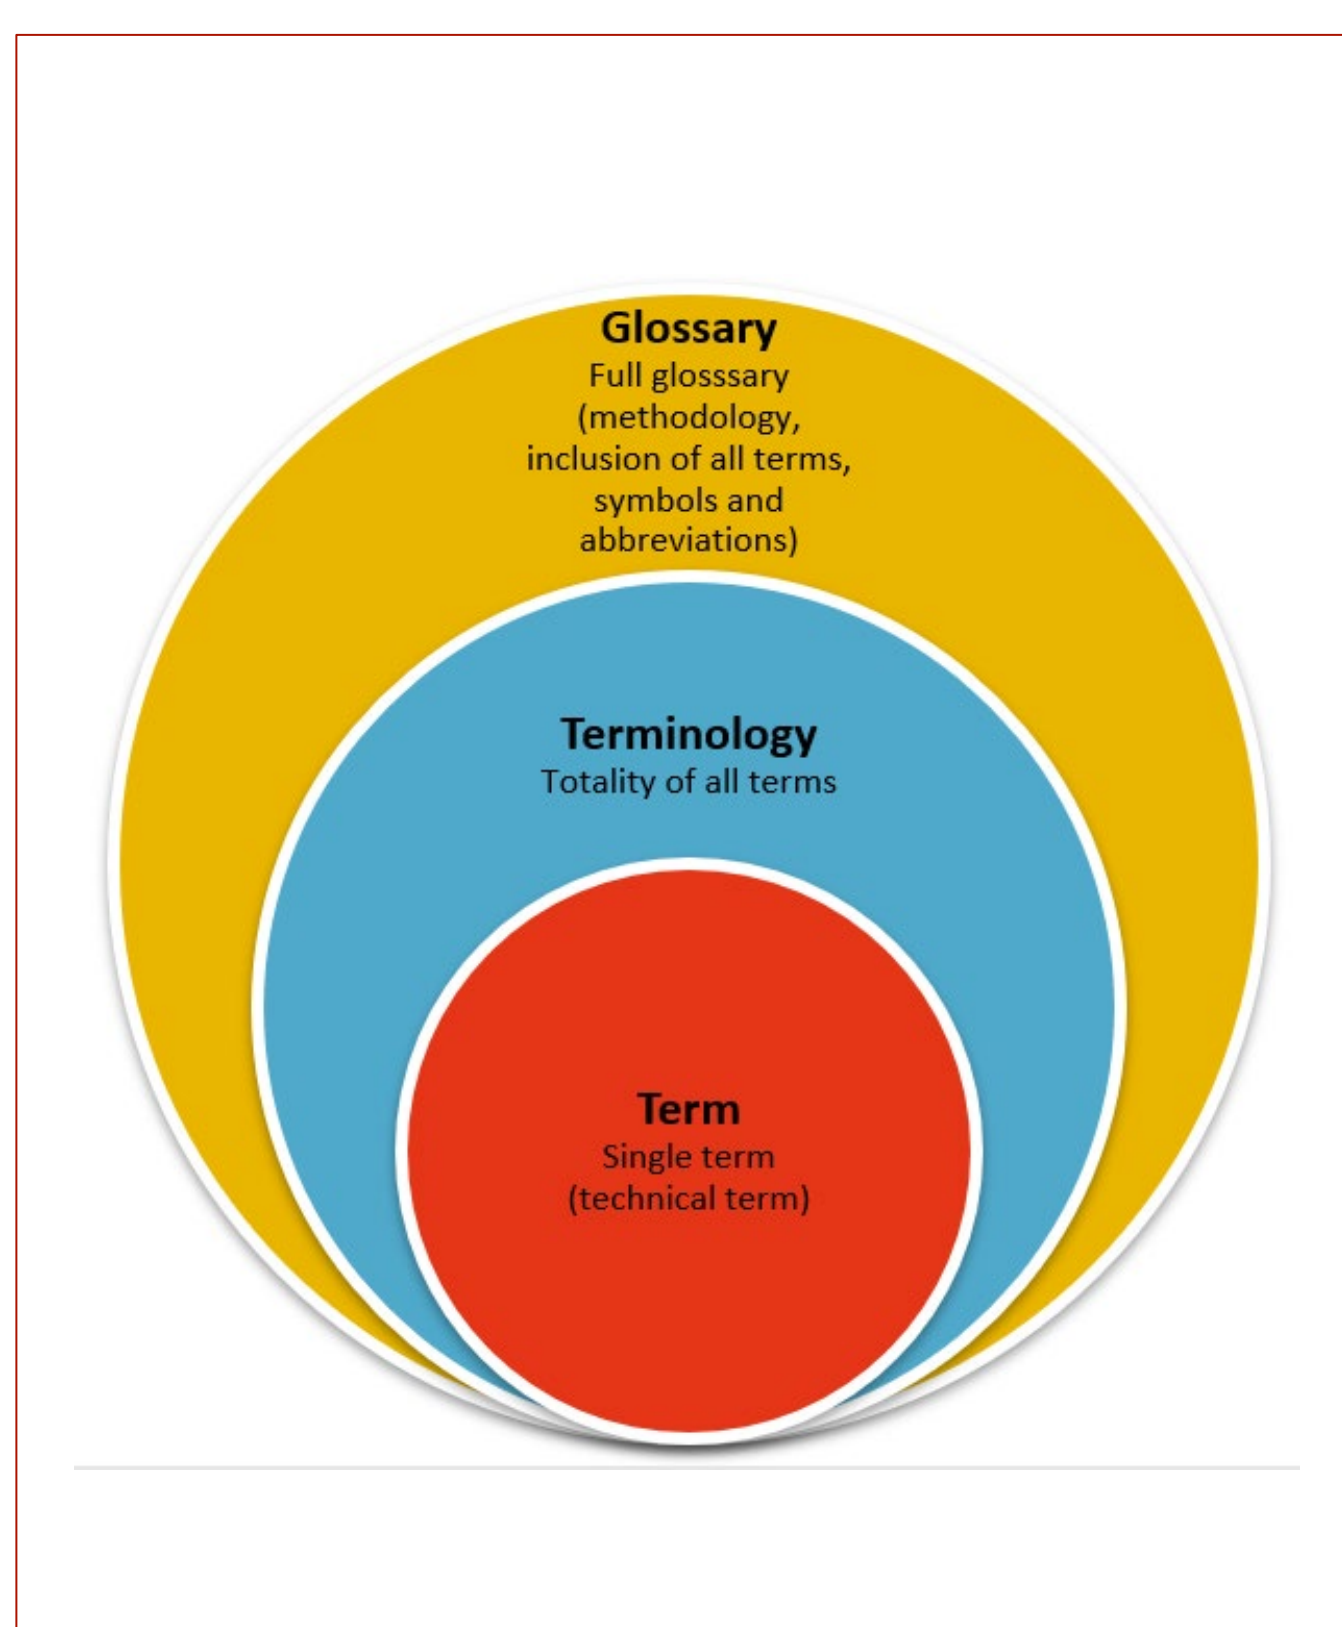 Glossary
Full glosssary
(methodology,
inclusion of all terms,
symbols and
abbreviations)
Terminology
Totality of all terms
Term
Single term
(technical term)